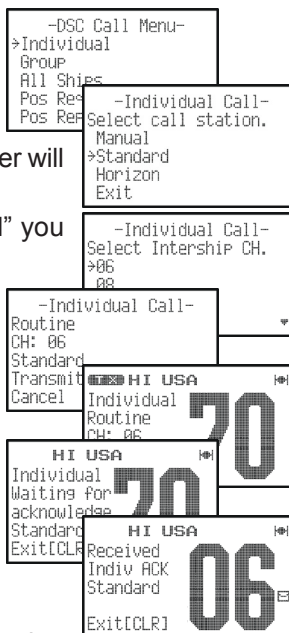 -DSC Call Menu-
→Individual
Group
All Ships
Pos Req
Pos Rep
-Individual Call-
Select call station.
Manual
→Standard
Horizon
Exit
er will
l” you
-Individual Call-
Select Intership CH.
→06
08
-Individual Call-
Routine
CH: 06
Standard
Transmit
Cancel
TX HI USA
Individual
Routine
CH: 06
70
HI USA
Individual
Waiting for
acknowledge
Standard
Exit[CLR
70
HI USA
Received
Indiv ACK
Standard
Exit[CLR]
06